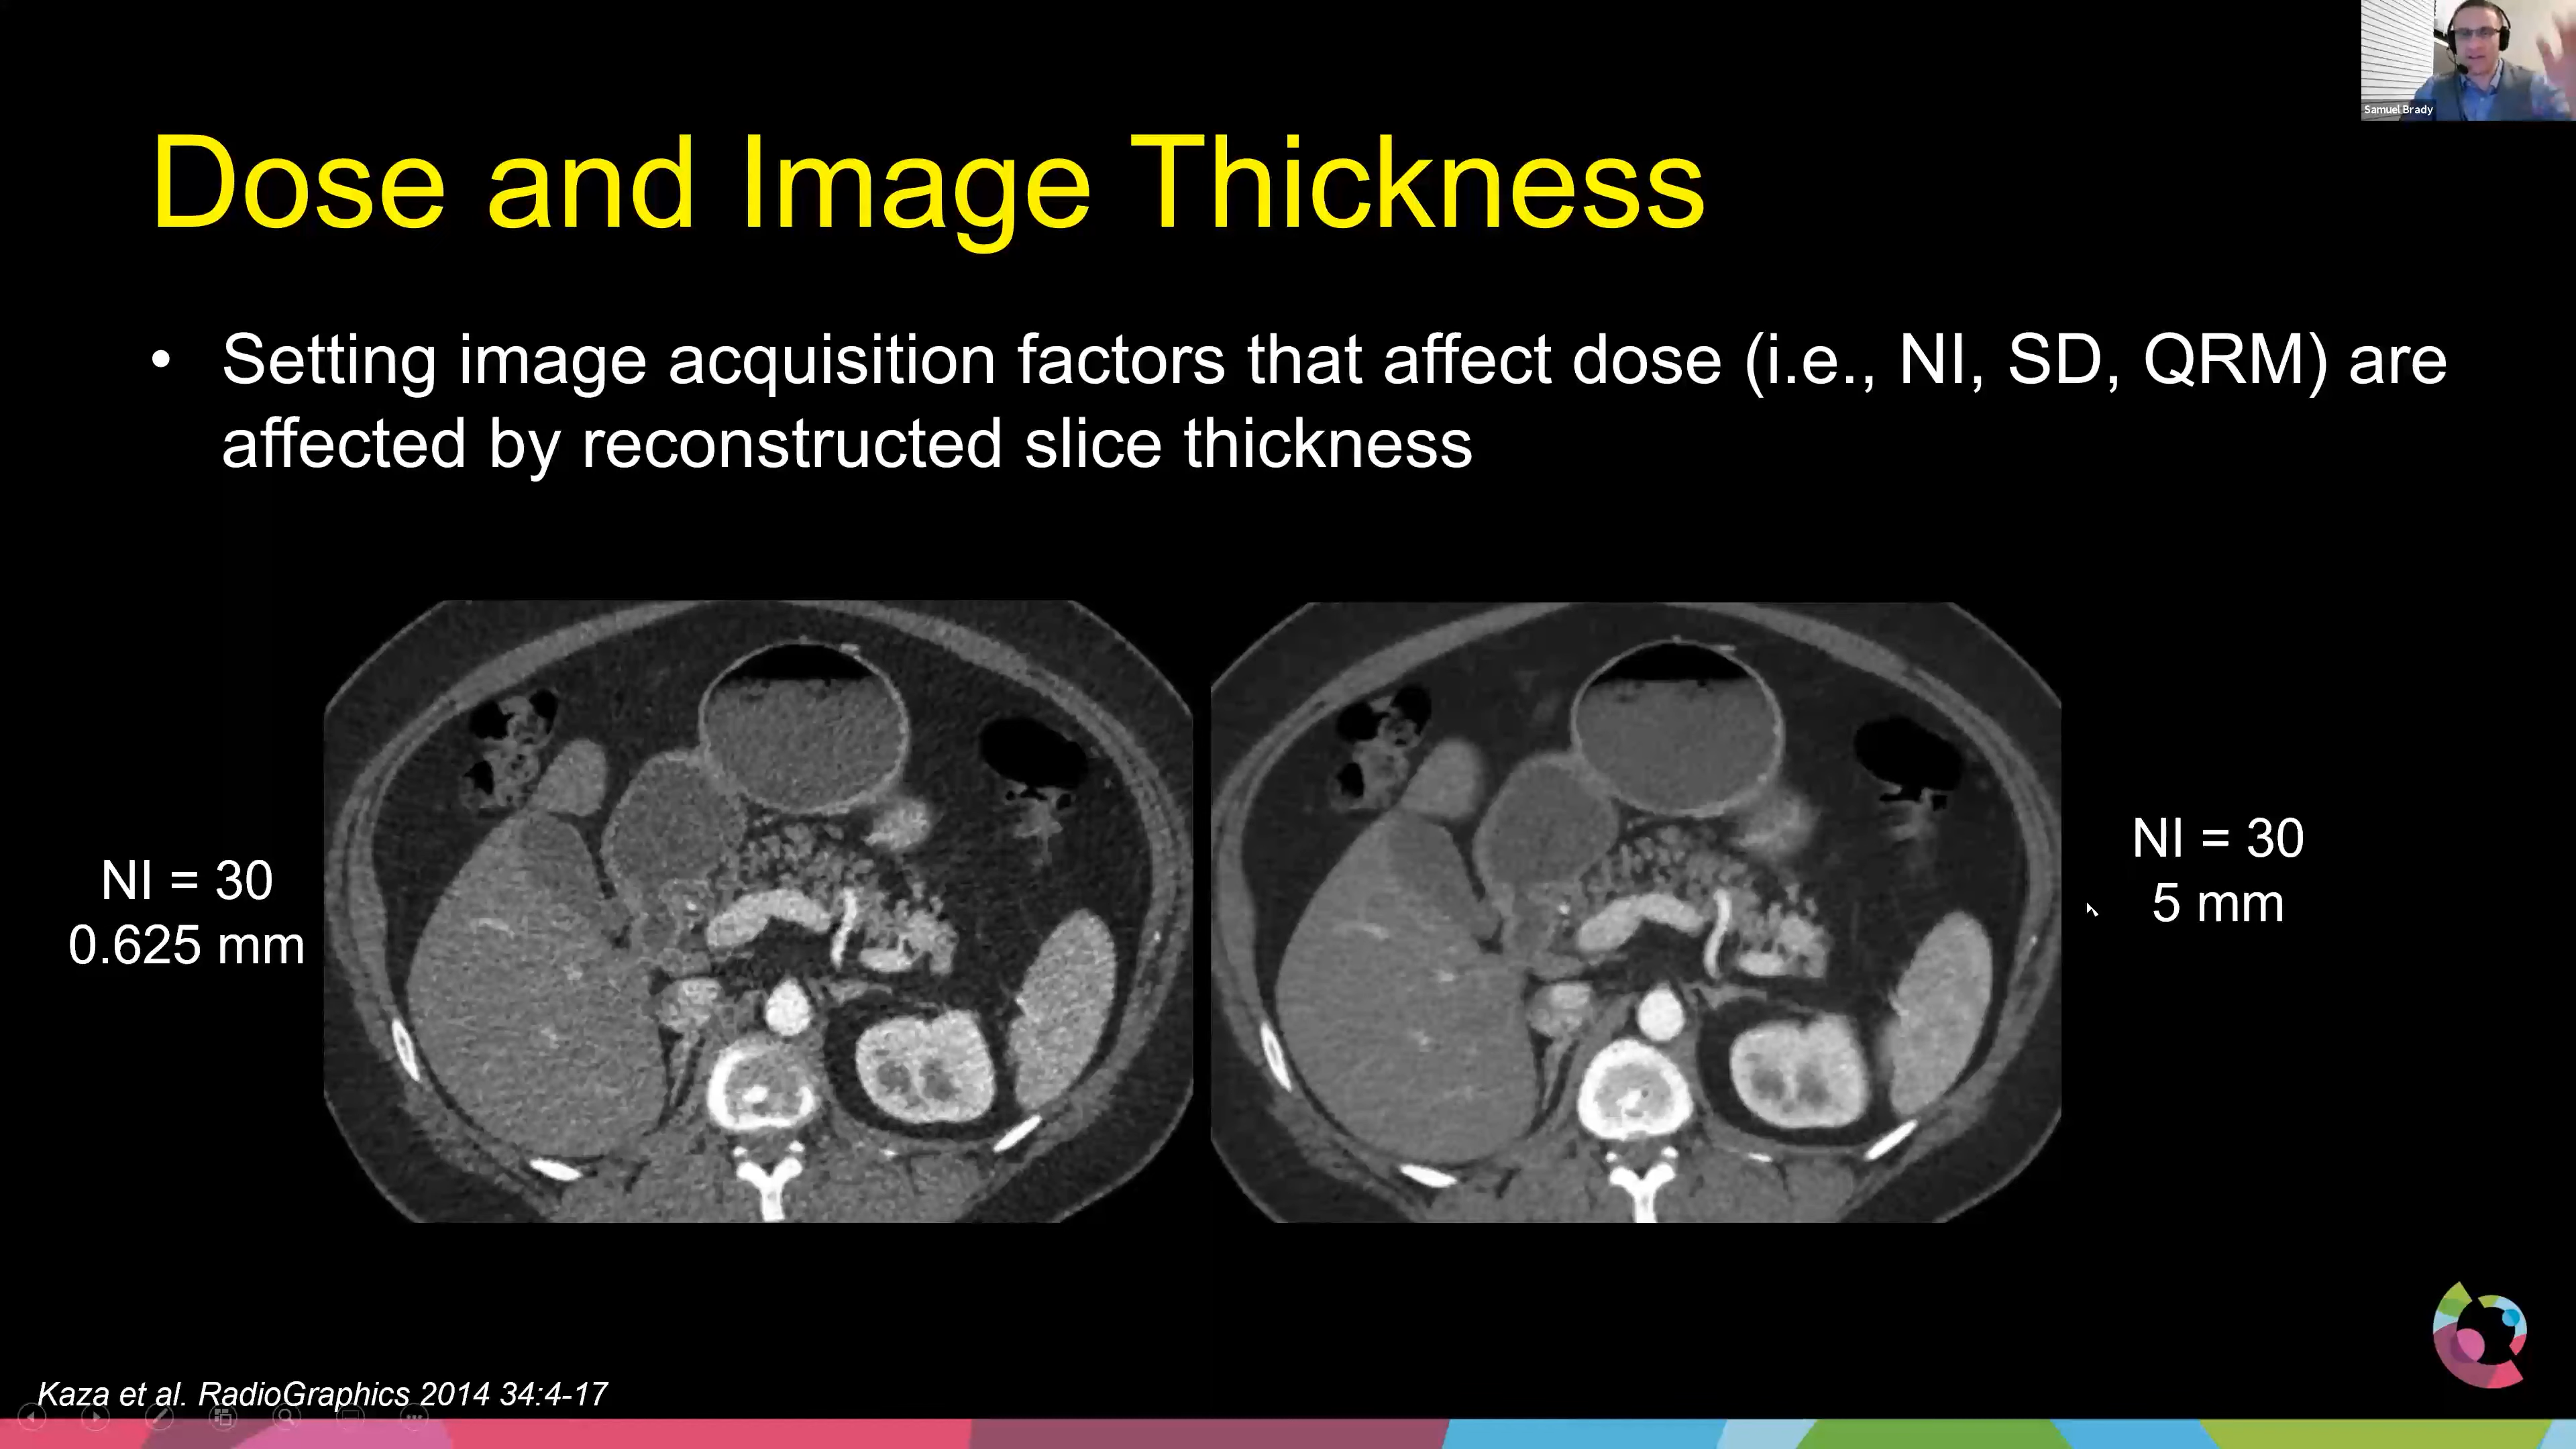 Samuel Brady
Dose and Image Thickness
• Setting image acquisition factors that affect dose (i.e., NI, SD, QRM) are
affected by reconstructed slice thickness
NI = 30
0.625 mm
NI = 30
5 mm
Kaza et al. RadioGraphics 2014 34:4-17